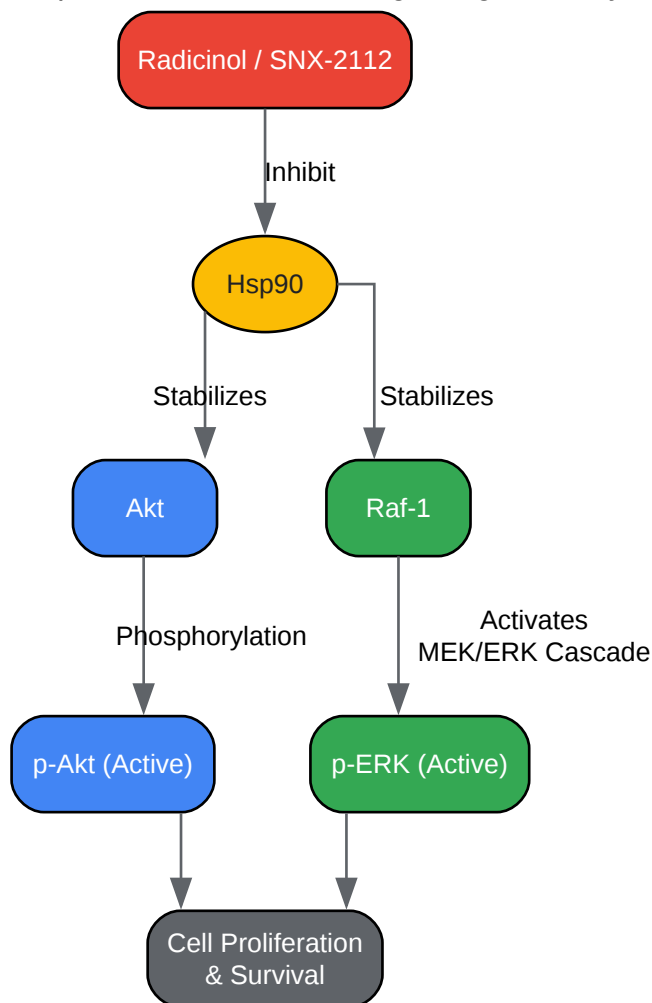 Radicinol / SNX-2112
Inhibit
Hsp90
Stabilizes
Stabilizes
Akt
Raf-1
Phosphorylation
Activates
MEK/ERK Cascade
p-Akt (Active)
p-ERK (Active)
Cell Proliferation
& Survival